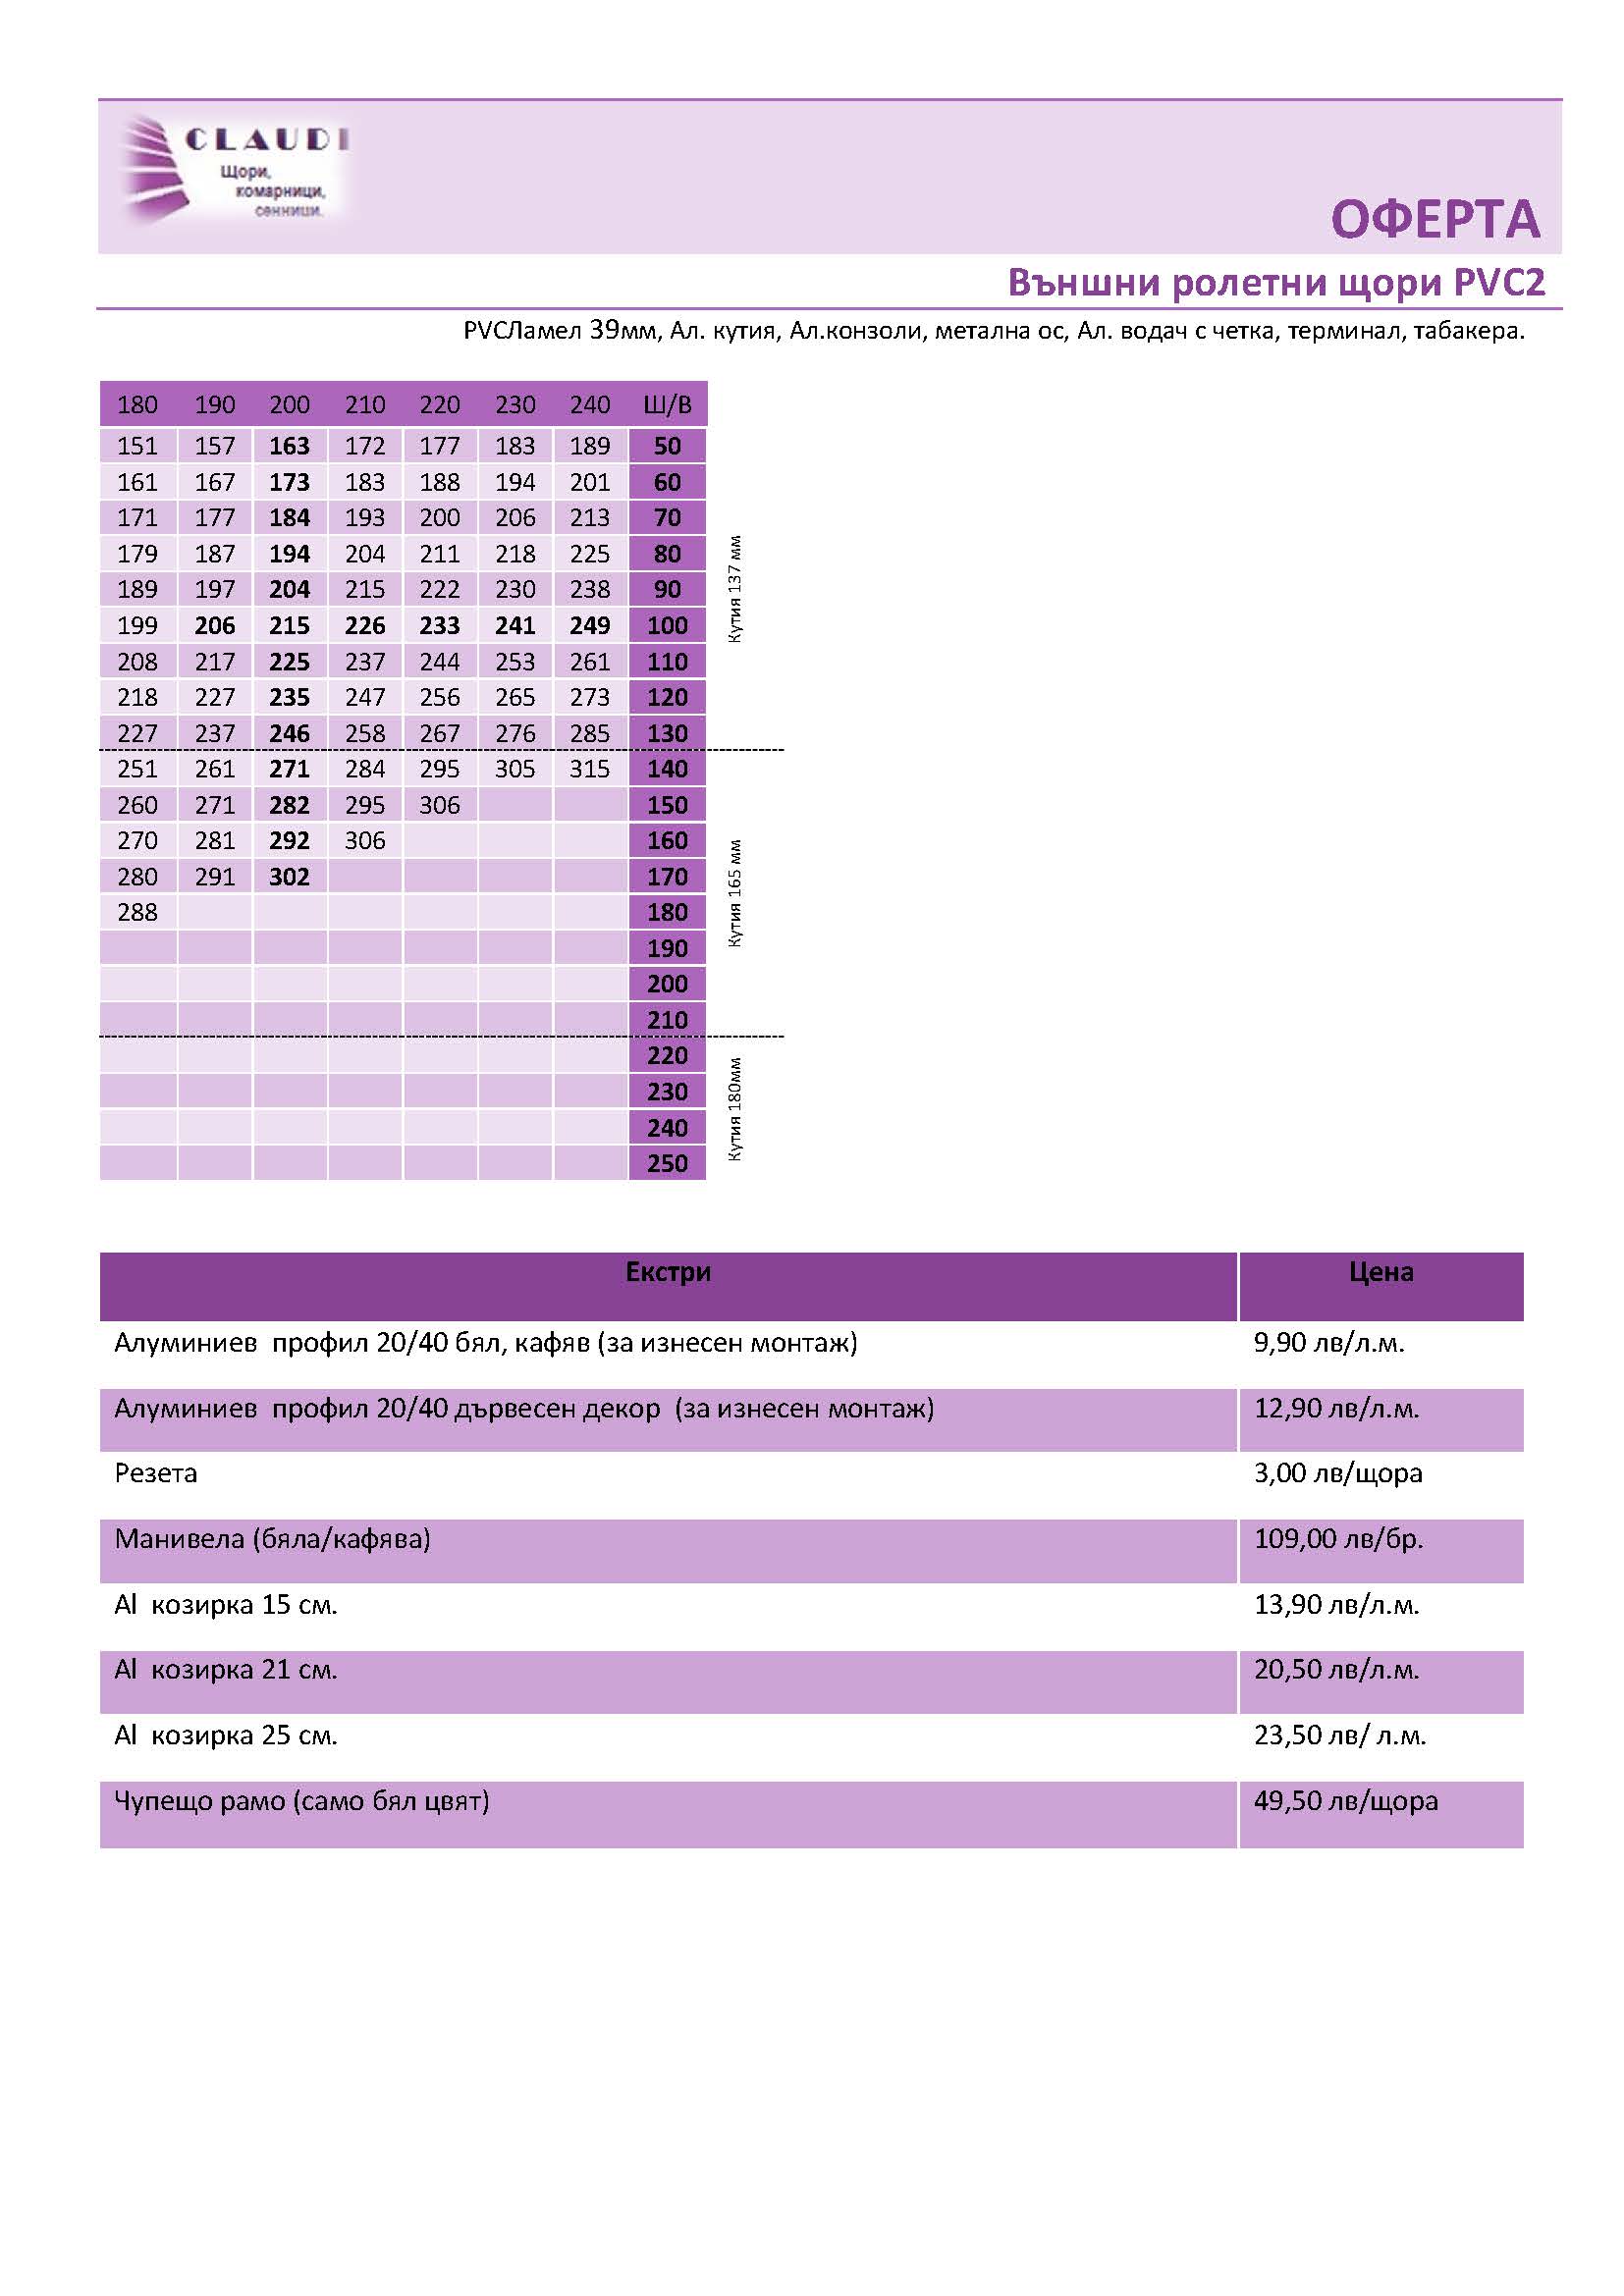 CLAUDI
Щори,
комарници,
сенници.
ОФЕРТА
Външни ролетни щори PVC2
PVCЛамел 39мм, Ал. кутия, Ал.конзоли, метална ос, Ал. водач с четка, терминал, табакера.
180 190 200 210 220 230 240 Ш/В
151 157 163 172 177 183 189 50
161 167 173 183 188 194 201 60
171 177 184 193 200 206 213 70
179 187 194 204 211 218 225 80
189 197 204 215 222 230 238 90
199 206 215 226 233 241 249 100
208 217 225 237 244 253 261 110
218 227 235 247 256 265 273 120
227 237 246 258 267 276 285 130
Кутия 137 мм
251 261 271 284 295 305 315 140
260 271 282 295 306 150
270 281 292 306 160
280 291 302 170
288 180
190
200
210
Кутия 165 мм
220
230
240
250
Кутия 180мм
Екстри Цена
Алуминиев профил 20/40 бял, кафяв (за изнесен монтаж) 9,90 лв/л.м.
Алуминиев профил 20/40 дървесен декор (за изнесен монтаж) 12,90 лв/л.м.
Резета 3,00 лв/щора
Манивела (бяла/кафява) 109,00 лв/бр.
Al козирка 15 см. 13,90 лв/л.м.
Al козирка 21 см. 20,50 лв/л.м.
Al козирка 25 см. 23,50 лв/ л.м.
Чупещо рамо (само бял цвят) 49,50 лв/щора